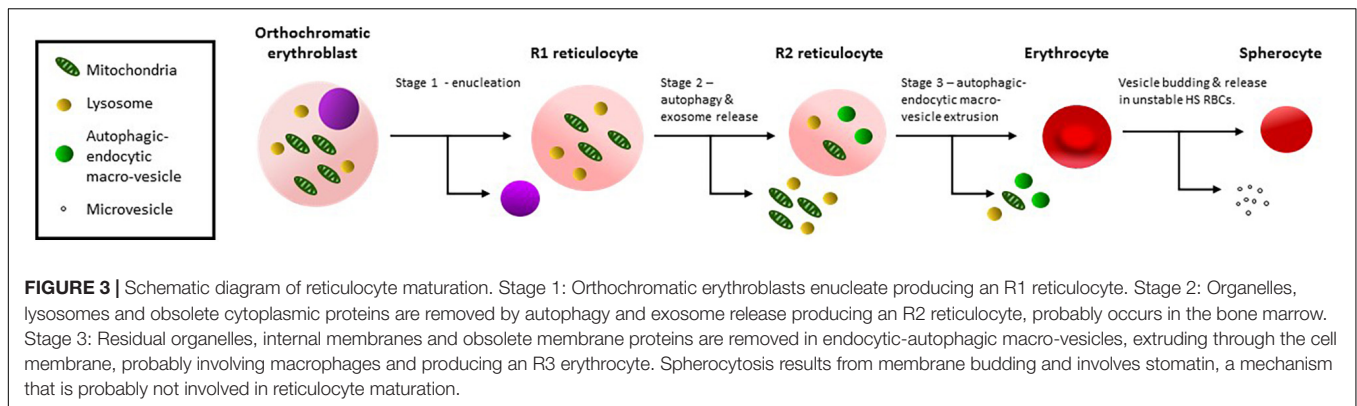 Orthochromatic
erythroblast
R1 reticulocyte
R2 reticulocyte
Erythrocyte
Spherocyte
Mitochondria
Lysosome
Autophagic-
endocytic
macro-vesicle
Microvesicle
Stage 1 - enucleation
Stage 2 –
autophagy &
exosome release
Stage 3 – autophagic-
endocytic macro-
vesicle extrusion
Vesicle budding & release
in unstable HS RBCs.
FIGURE 3 | Schematic diagram of reticulocyte maturation. Stage 1: Orthochromatic erythroblasts enucleate producing an R1 reticulocyte. Stage 2: Organelles,
lysosomes and obsolete cytoplasmic proteins are removed by autophagy and exosome release producing an R2 reticulocyte, probably occurs in the bone marrow.
Stage 3: Residual organelles, internal membranes and obsolete membrane proteins are removed in endocytic-autophagic macro-vesicles, extruding through the cell
membrane, probably involving macrophages and producing an R3 erythrocyte. Spherocytosis results from membrane budding and involves stomatin, a mechanism
that is probably not involved in reticulocyte maturation.